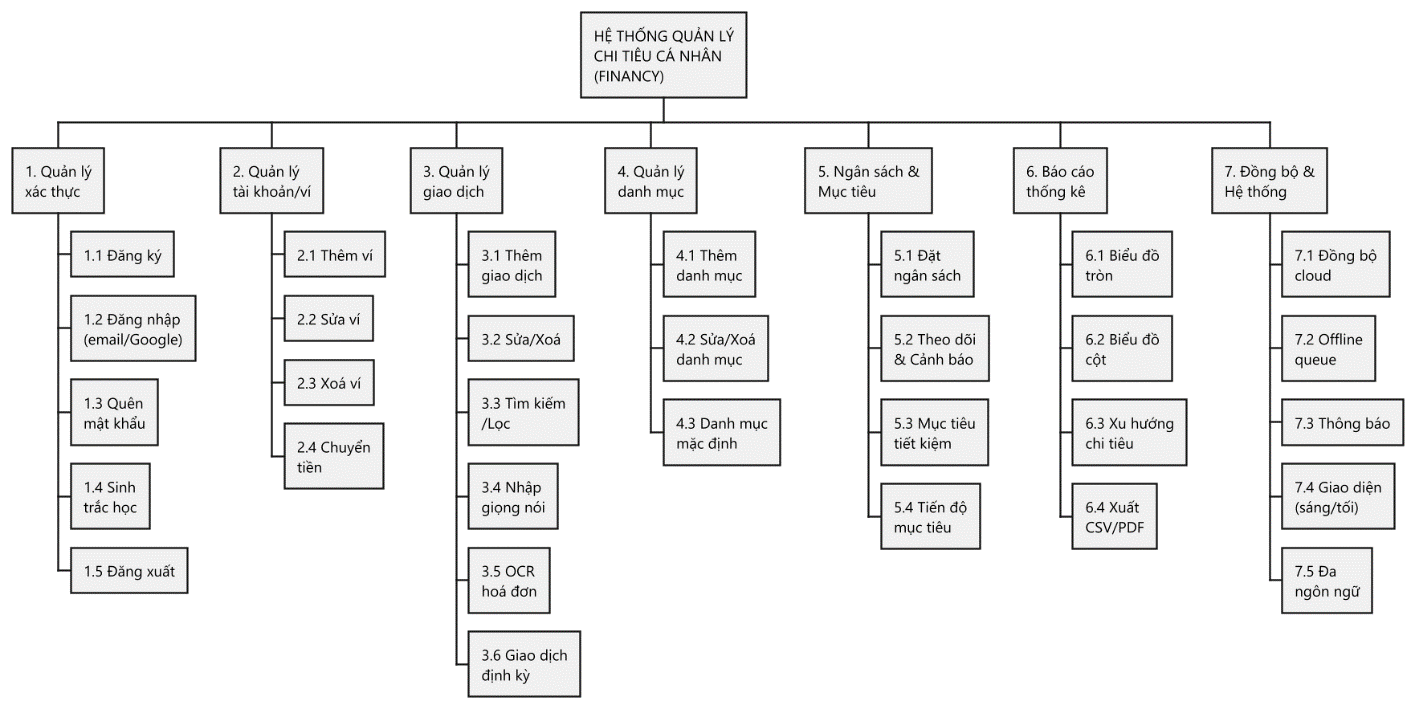 HỆ THỐNG QUẢN LÝ
CHI TIÊU CÁ NHÂN
(FINANCY)
1. Quản lý
xác thực
1.1 Đăng ký
1.2 Đăng nhập
(email/Google)
1.3 Quên
mật khẩu
1.4 Sinh
trắc học
1.5 Đăng xuất
2. Quản lý
tài khoản/ví
2.1 Thêm ví
2.2 Sửa ví
2.3 Xoá ví
2.4 Chuyển
tiền
3. Quản lý
giao dịch
3.1 Thêm
giao dịch
3.2 Sửa/Xoá
3.3 Tìm kiếm
/Lọc
3.4 Nhập
giọng nói
3.5 OCR
hoá đơn
3.6 Giao dịch
định kỳ
4. Quản lý
danh mục
4.1 Thêm
danh mục
4.2 Sửa/Xoá
danh mục
4.3 Danh mục
mặc định
5. Ngân sách &
Mục tiêu
5.1 Đặt
ngân sách
5.2 Theo dõi
& Cảnh báo
5.3 Mục tiêu
tiết kiệm
5.4 Tiến độ
mục tiêu
6. Báo cáo
thống kê
6.1 Biểu đồ
tròn
6.2 Biểu đồ
cột
6.3 Xu hướng
chi tiêu
6.4 Xuất
CSV/PDF
7. Đồng bộ &
Hệ thống
7.1 Đồng bộ
cloud
7.2 Offline
queue
7.3 Thông báo
7.4 Giao diện
(sáng/tối)
7.5 Đa
ngôn ngữ